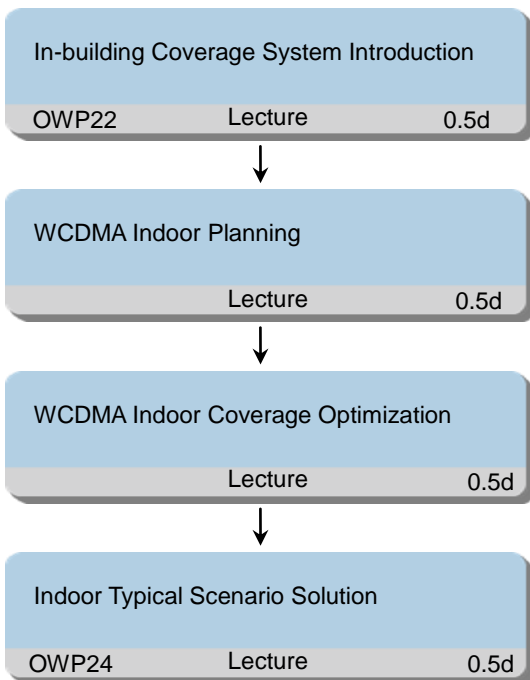 In-building Coverage System Introduction
OWP22 Lecture 0.5d
WCDMA Indoor Planning
Lecture 0.5d
WCDMA Indoor Coverage Optimization
Lecture 0.5d
Indoor Typical Scenario Solution
OWP24 Lecture 0.5d